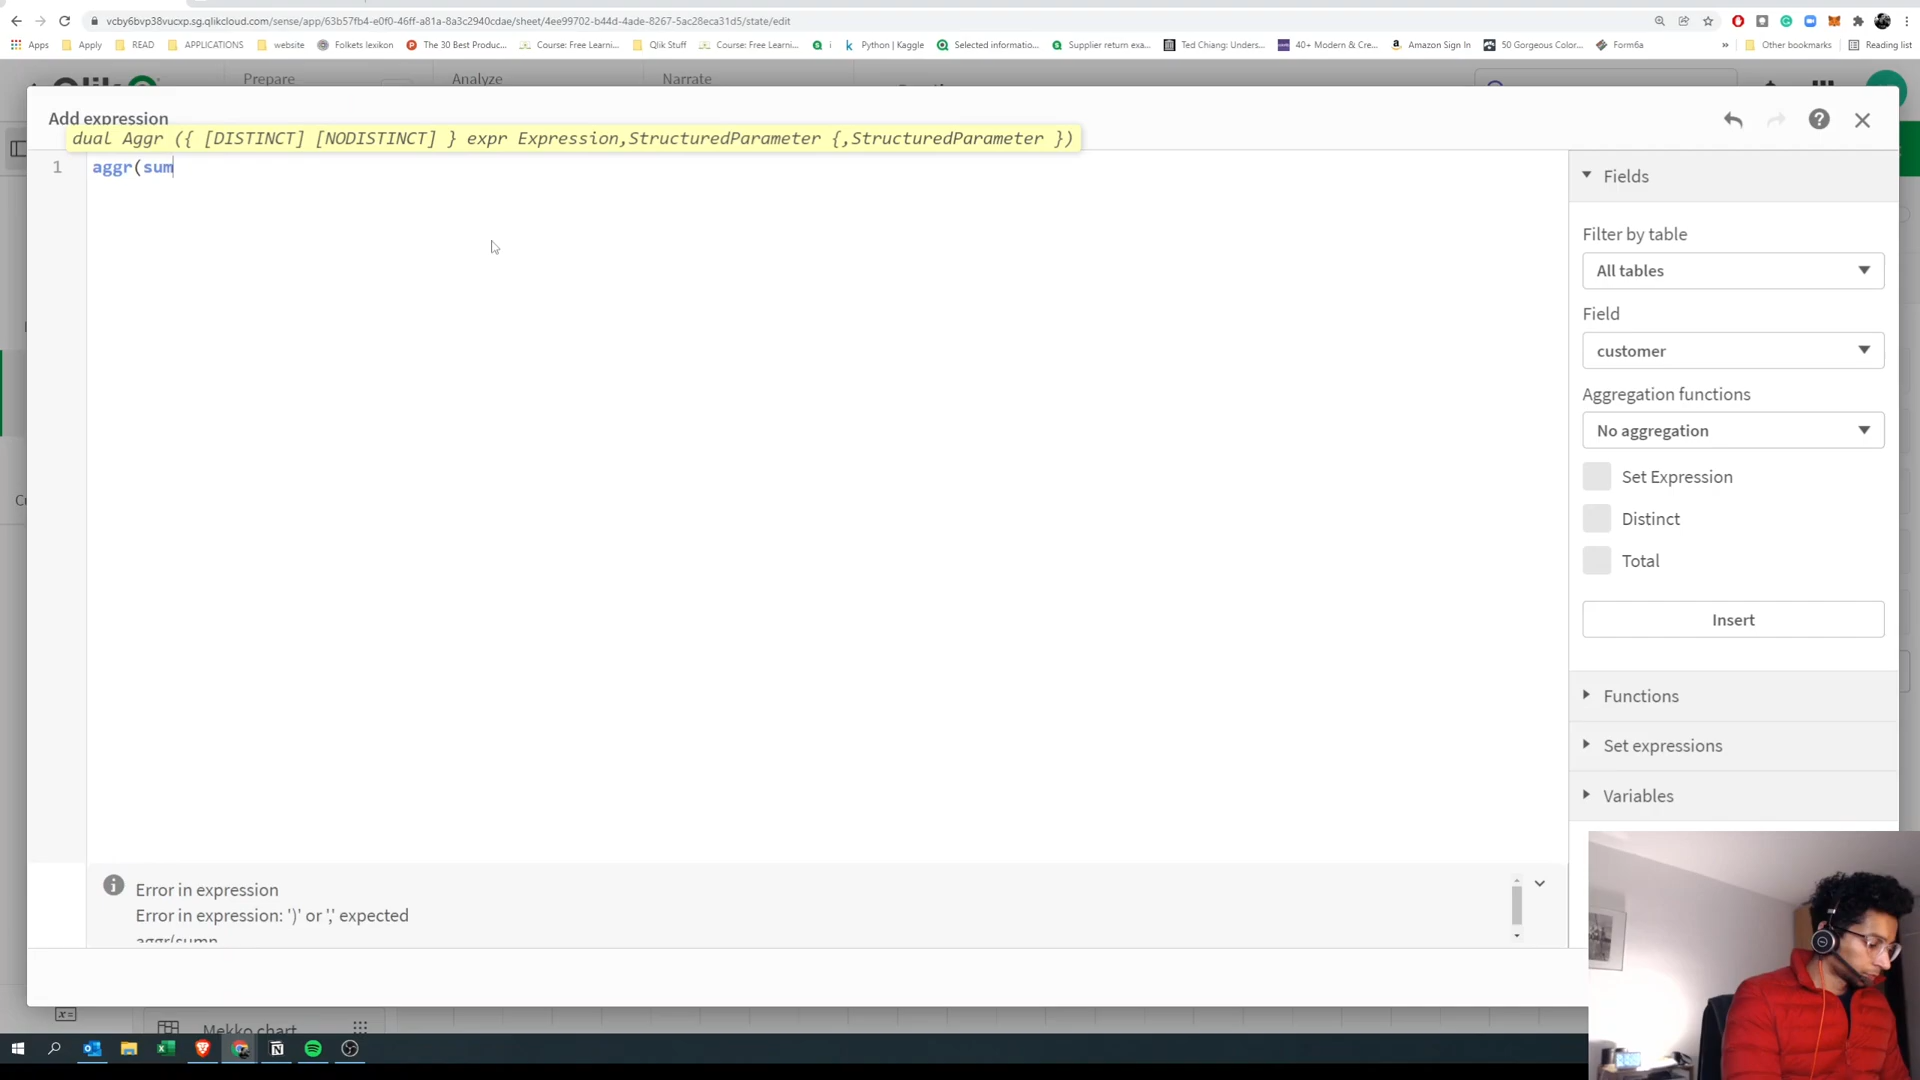 vcby6bvp38vucxp.sg.qlikcloud.com/sense/app/63b57fb4-e0f0-46ff-a81a-8a3c2940cdae/sheet/4ee99702-b44d-4ade-8267-5ac28eca31d5/state/edit
Apps Apply READ APPLICATIONS website Folkets lexikon The 30 Best Produc... Course: Free Learni... Qlik Stuff Course: Free Learni... i Python | Kaggle Selected informatio... Supplier return exa... Ted Chiang: Unders... 40+ Modern & Cre... Amazon Sign In 50 Gorgeous Color... Form6a » Other bookmarks Reading list
Prepare Analyze Narrate
Add expression
dual Aggr ({ [DISTINCT] [NODISTINCT] } expr Expression,StructuredParameter {,StructuredParameter })
1 aggr(sum
Fields
Filter by table
All tables
Field
customer
Aggregation functions
No aggregation
Set Expression
Distinct
Total
Insert
Functions
Set expressions
Variables
Error in expression
Error in expression: ')' or ',' expected
aggr(sump
Mekko chart